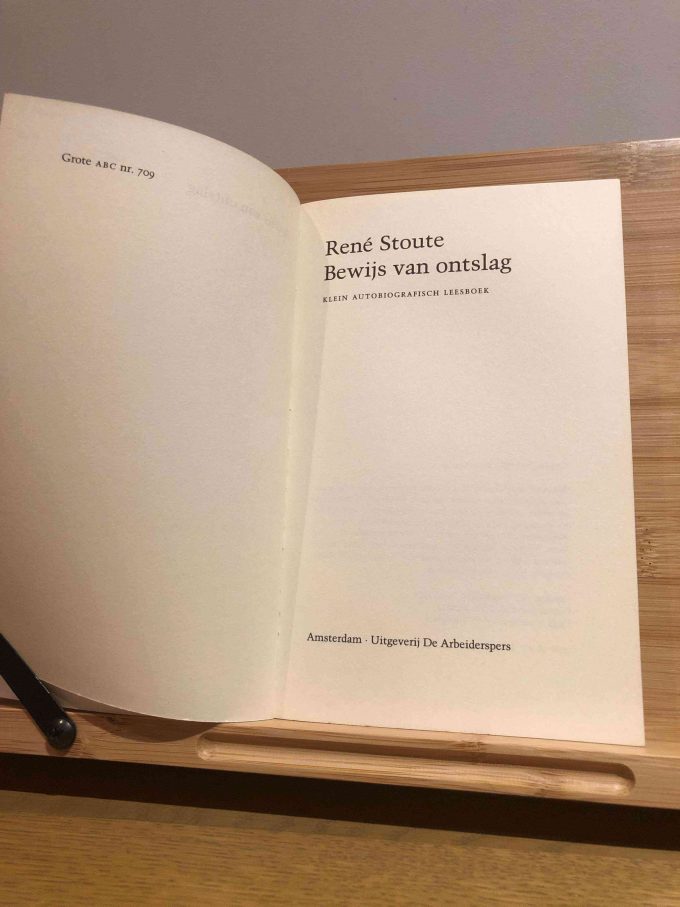 Grote ABC nr. 709
René Stoute
Bewijs van ontslag
KLEIN AUTOBIOGRAFISCH LEESBOEK
Amsterdam · Uitgeverij De Arbeiderspers